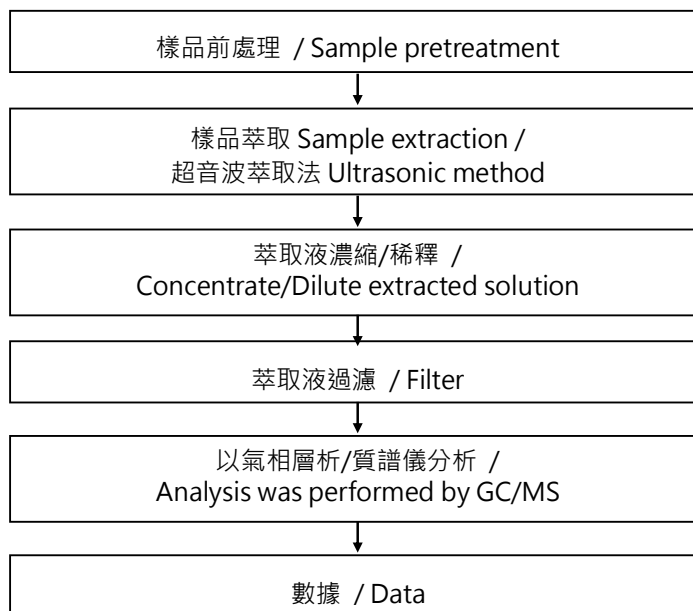 樣品前處理 / Sample pretreatment
樣品萃取 Sample extraction /
超音波萃取法 Ultrasonic method
萃取液濃縮/稀釋 /
Concentrate/Dilute extracted solution
萃取液過濾 / Filter
以氣相層析/質譜儀分析 /
Analysis was performed by GC/MS
數據 / Data